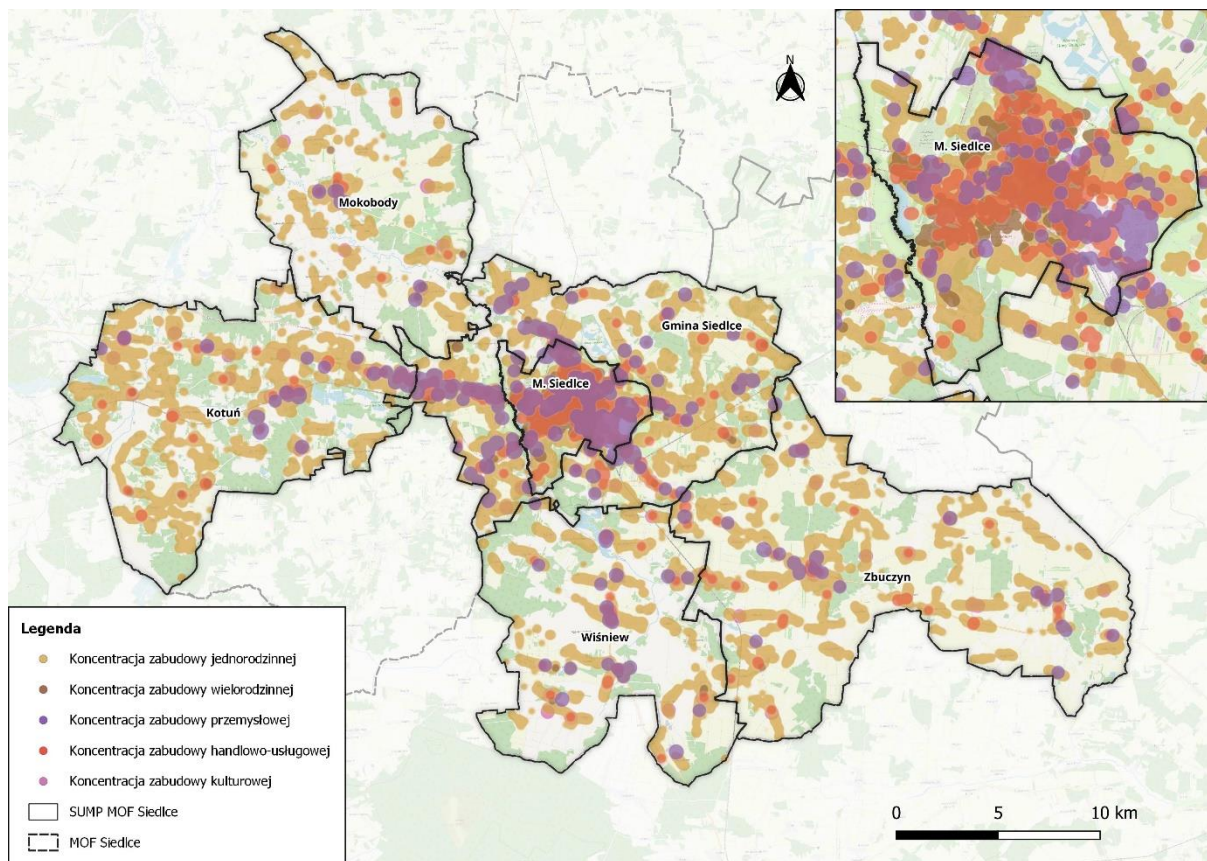 N
M. Siedlce
Mokobody
Gmina Siedlce
M. Siedlce
Kotuń
Zbuczyn
Wiśniew
Legenda
Koncentracja zabudowy jednorodzinnej
Koncentracja zabudowy wielorodzinnej
Koncentracja zabudowy przemysłowej
Koncentracja zabudowy handlowo-usługowej
Koncentracja zabudowy kulturowej
SUMP MOF Siedlce
MOF Siedlce
0 5 10 km